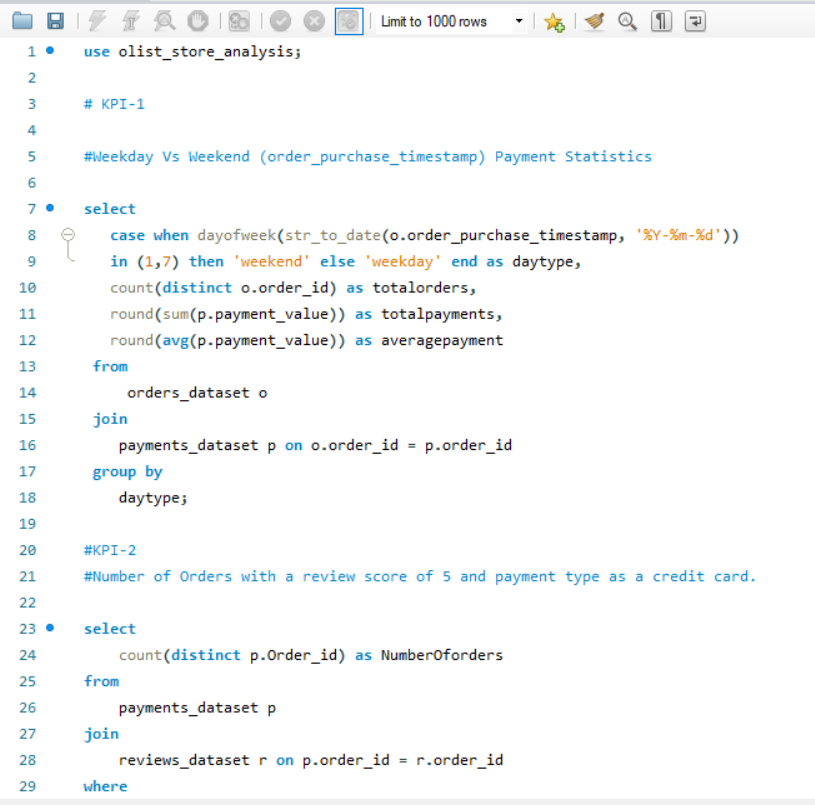 Limit to 1000 rows
1 use olist_store_analysis;
2
3 # KPI-1
4
5 #Weekday Vs Weekend (order_purchase_timestamp) Payment Statistics
6
7 select
8 case when dayofweek(str_to_date(o.order_purchase_timestamp, '%Y-%m-%d'))
9 in (1,7) then 'weekend' else 'weekday' end as daytype,
10 count(distinct o.order_id) as totalorders,
11 round(sum(p.payment_value)) as totalpayments,
12 round(avg(p.payment_value)) as averagepayment
13 from
14 orders_dataset o
15 join
16 payments_dataset p on o.order_id = p.order_id
17 group by
18 daytype;
19
20 #KPI-2
21 #Number of Orders with a review score of 5 and payment type as a credit card.
22
23 select
24 count(distinct p.Order_id) as NumberOforders
25 from
26 payments_dataset p
27 join
28 reviews_dataset r on p.order_id = r.order_id
29 where